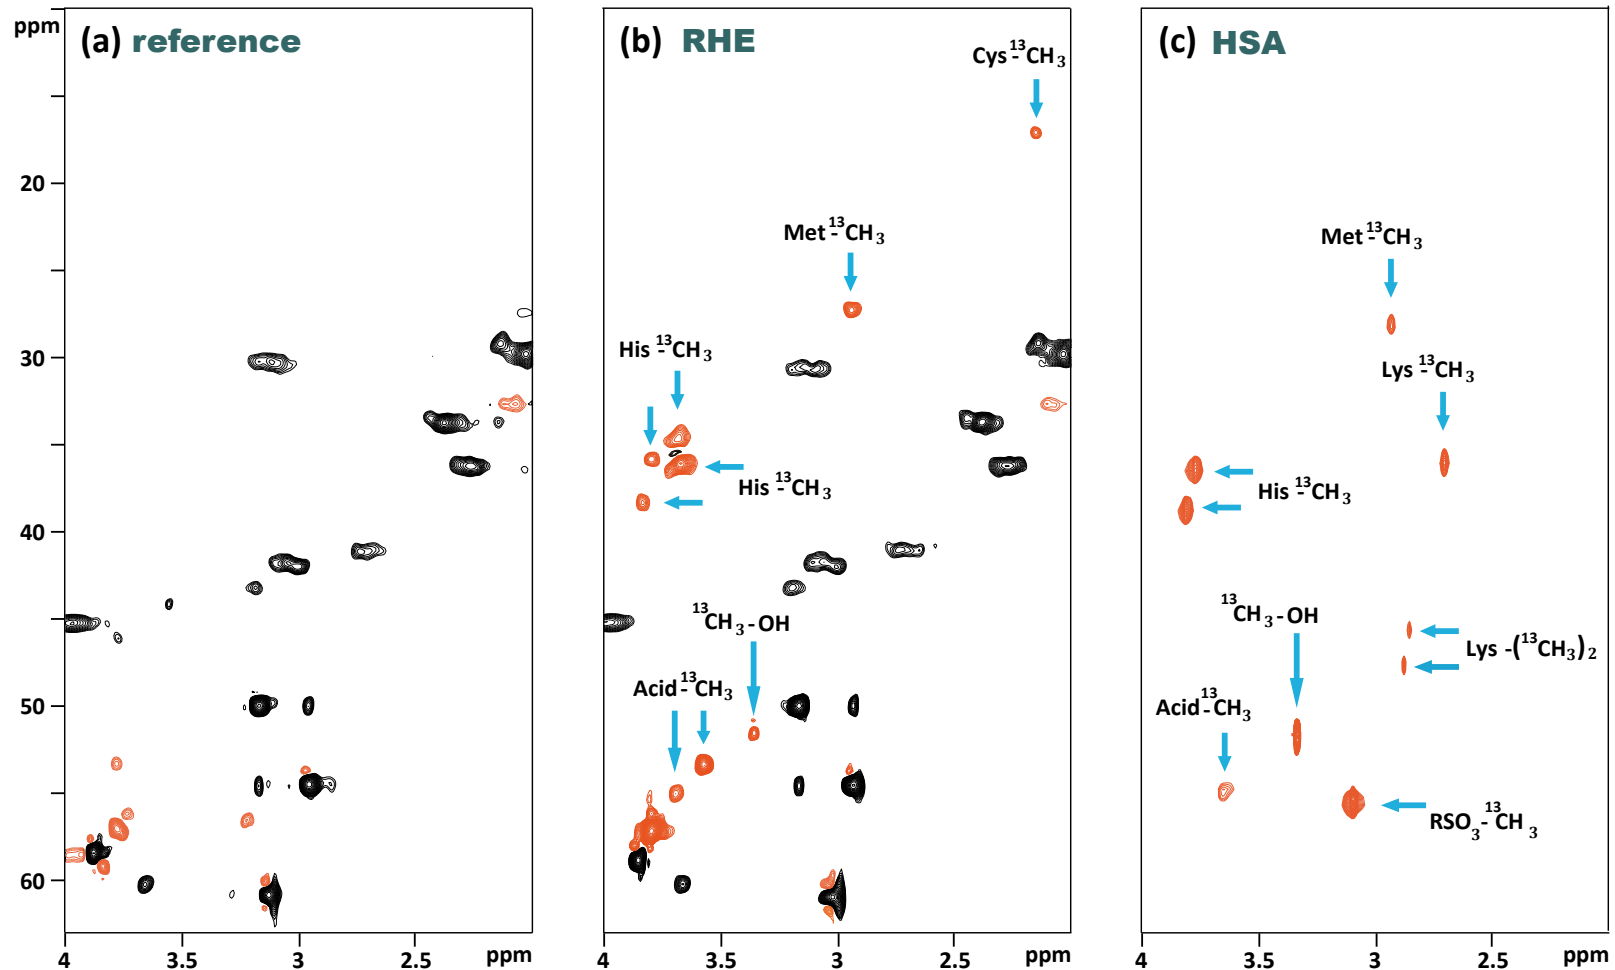 ppm
(a) reference
(b) RHE
(c) HSA
Cys-¹³CH₃
20
Met-¹³CH₃
Met-¹³CH₃
30
His-¹³CH₃
Lys-¹³CH₃
His-¹³CH₃
His-¹³CH₃
40
¹³CH₃-OH
¹³CH₃-OH
Lys-(¹³CH₃)₂
Acid-¹³CH₃
Acid-¹³CH₃
50
RSO₃-¹³CH₃
60
4 3.5 3 2.5 ppm
4 3.5 3 2.5 ppm
4 3.5 3 2.5 ppm